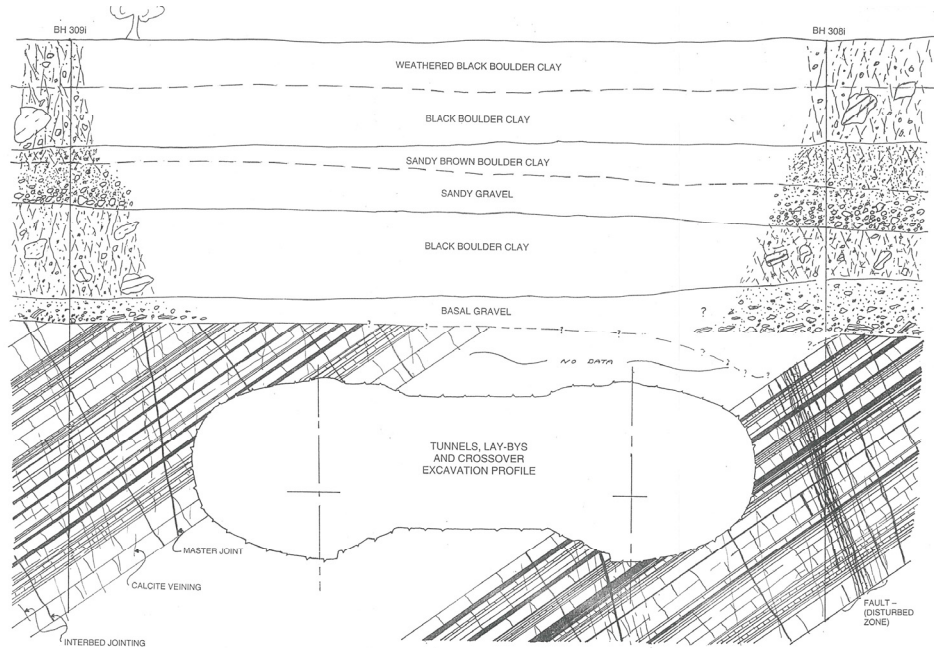 BH 309i
BH 308i
WEATHERED BLACK BOULDER CLAY
BLACK BOULDER CLAY
SANDY BROWN BOULDER CLAY
SANDY GRAVEL
BLACK BOULDER CLAY
BASAL GRAVEL
?
?
?
?
?
?
?
?
?
NO DATA
TUNNELS, LAY-BYS
AND CROSSOVER
EXCAVATION PROFILE
MASTER JOINT
CALCITE VEINING
INTERBED JOINTING
FAULT –
(DISTURBED
ZONE)